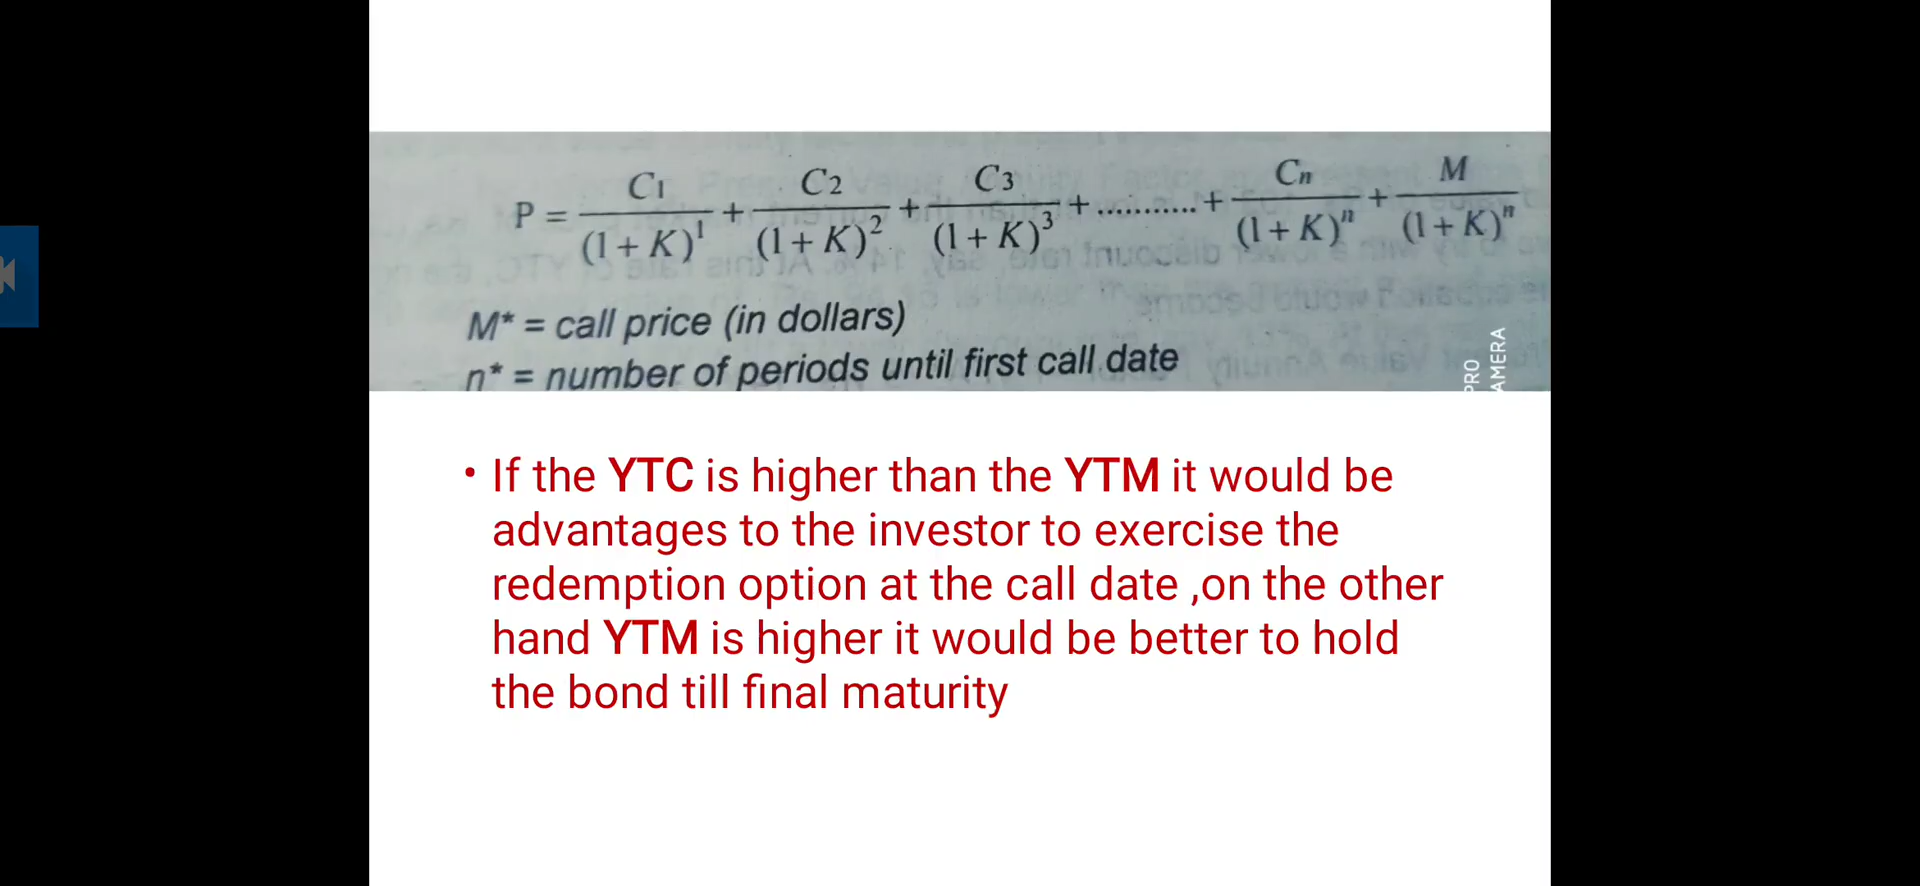 P = C1/(1+K)^1 + C2/(1+K)^2 + C3/(1+K)^3 + ........... + Cn/(1+K)^n + M/(1+K)^n
M* = call price (in dollars)
n* = number of periods until first call date
PRO
AMERA
• If the YTC is higher than the YTM it would be
advantages to the investor to exercise the
redemption option at the call date ,on the other
hand YTM is higher it would be better to hold
the bond till final maturity